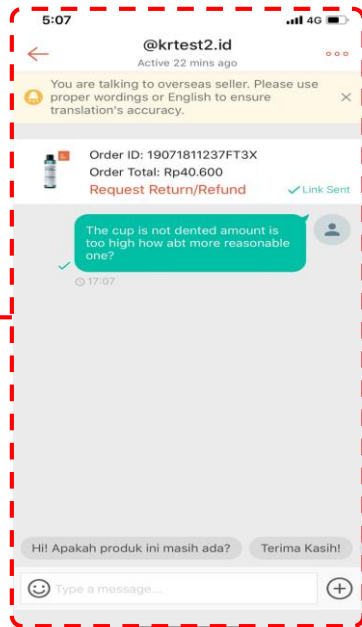 5:07
4G
@krtest2.id
Active 22 mins ago
You are talking to overseas seller. Please use
proper wordings or English to ensure
translation's accuracy.
Order ID: 19071811237FT3X
Order Total: Rp40.600
Request Return/Refund
Link Sent
The cup is not dented amount is
too high how abt more reasonable
one?
17:07
Hi! Apakah produk ini masih ada?
Terima Kasih!
Type a message...